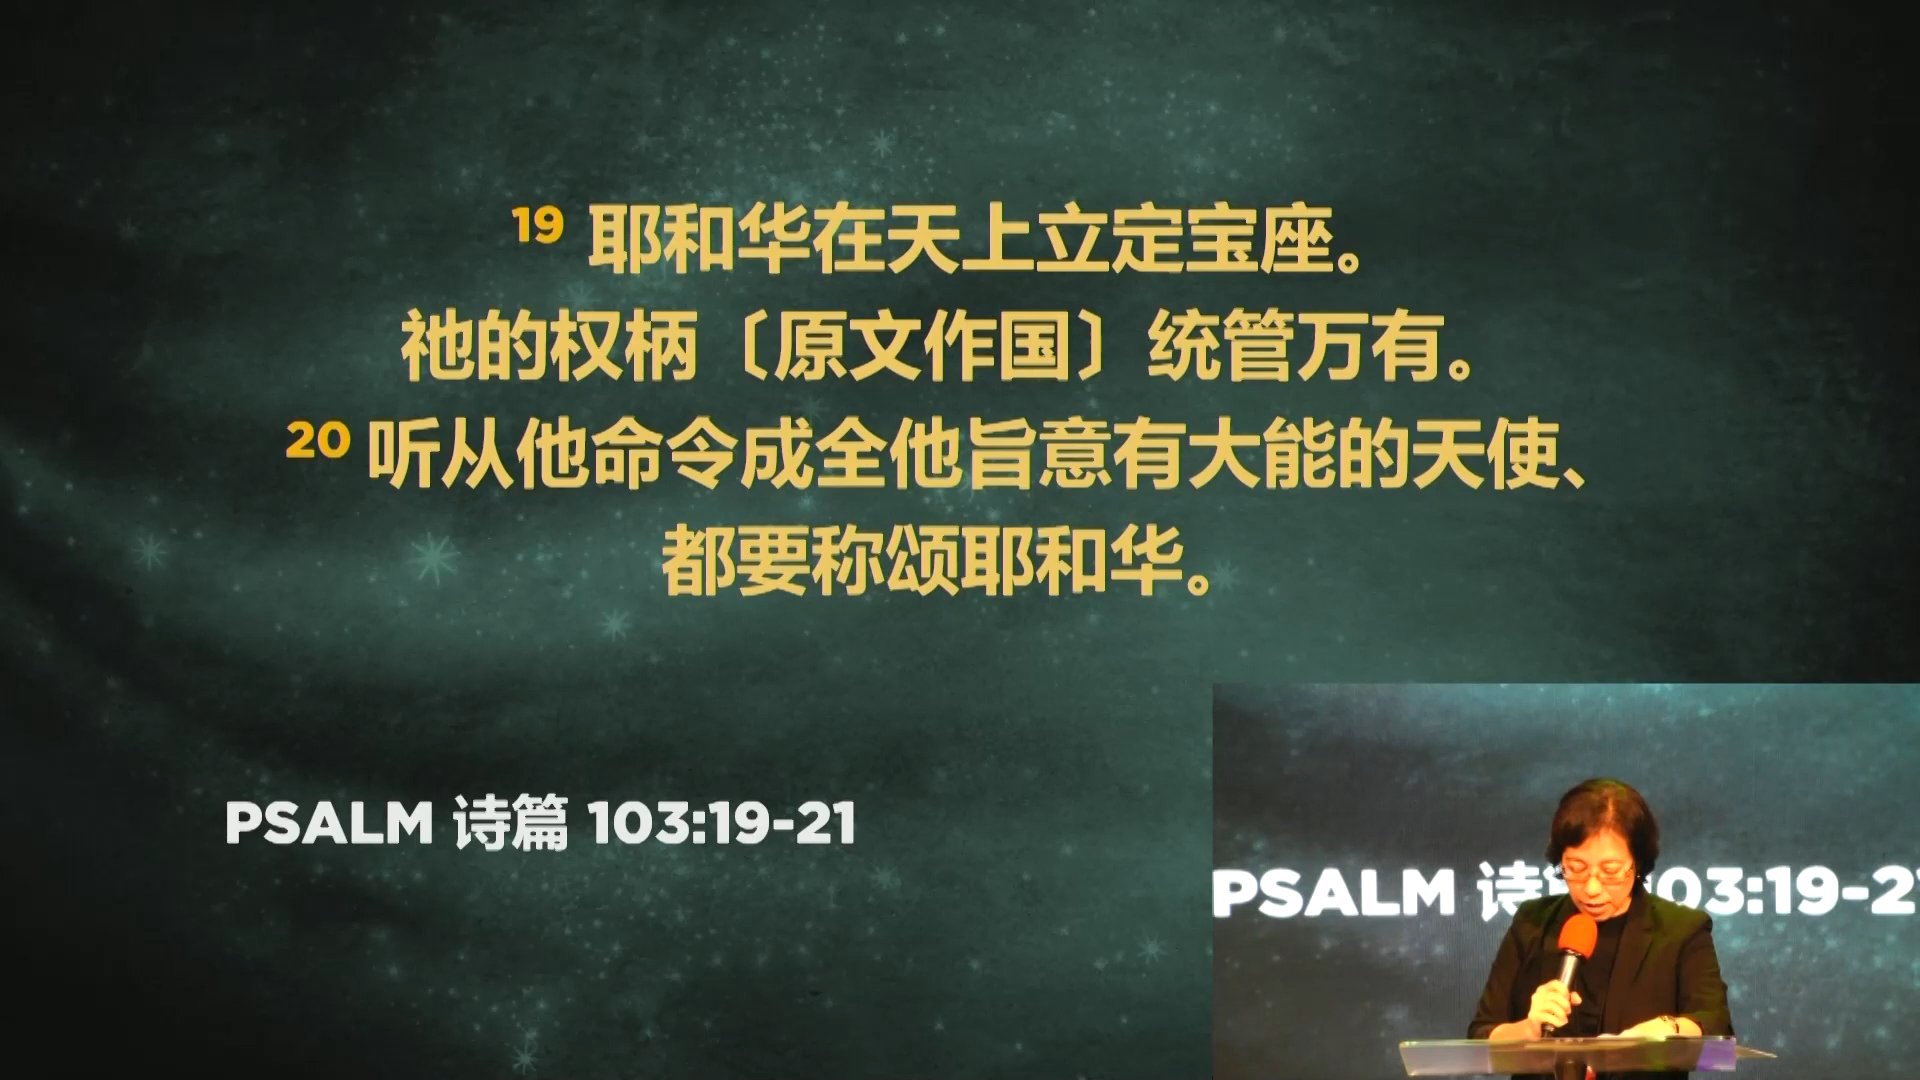 19 耶和华在天上立定宝座。
祂的权柄〔原文作国〕统管万有。
20 听从他命令成全他旨意有大能的天使、
都要称颂耶和华。
PSALM 诗篇 103:19-21
PSALM 诗 03:19-2